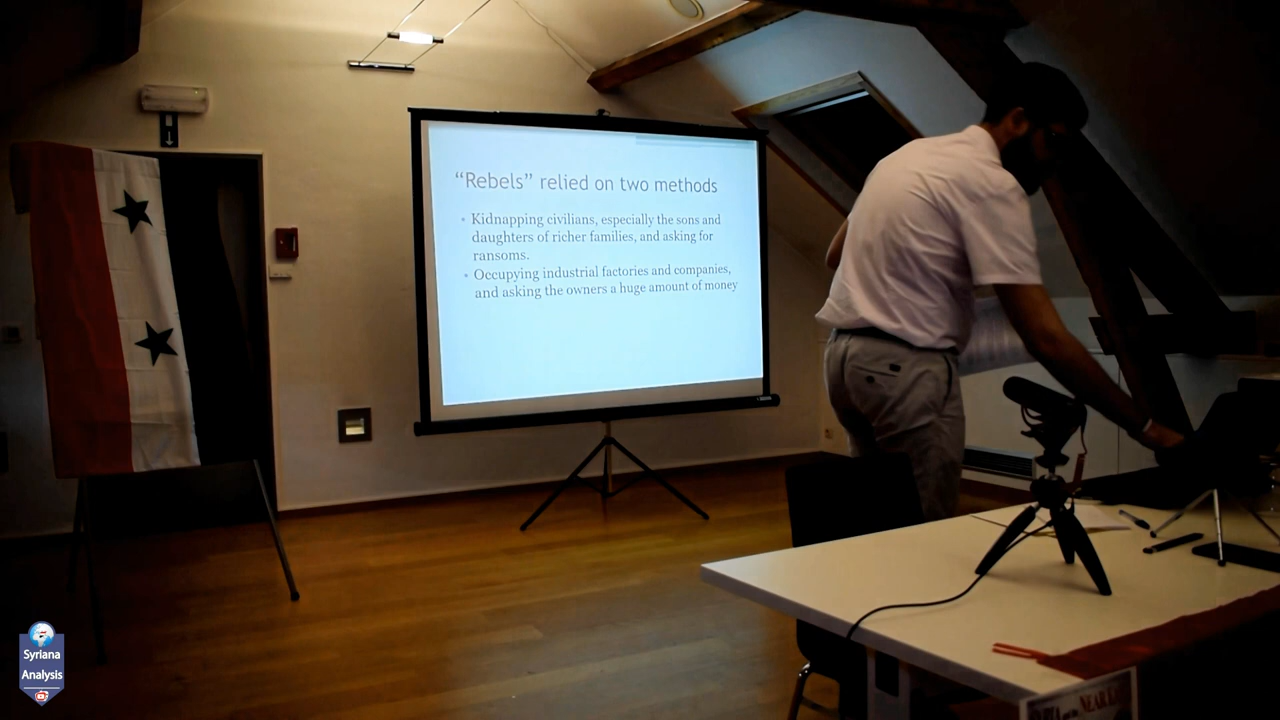 “Rebels” relied on two methods
Kidnapping civilians, especially the sons and
daughters of richer families, and asking for
ransoms.
Occupying industrial factories and companies,
and asking the owners a huge amount of money
Syriana
Analysis
NEAR